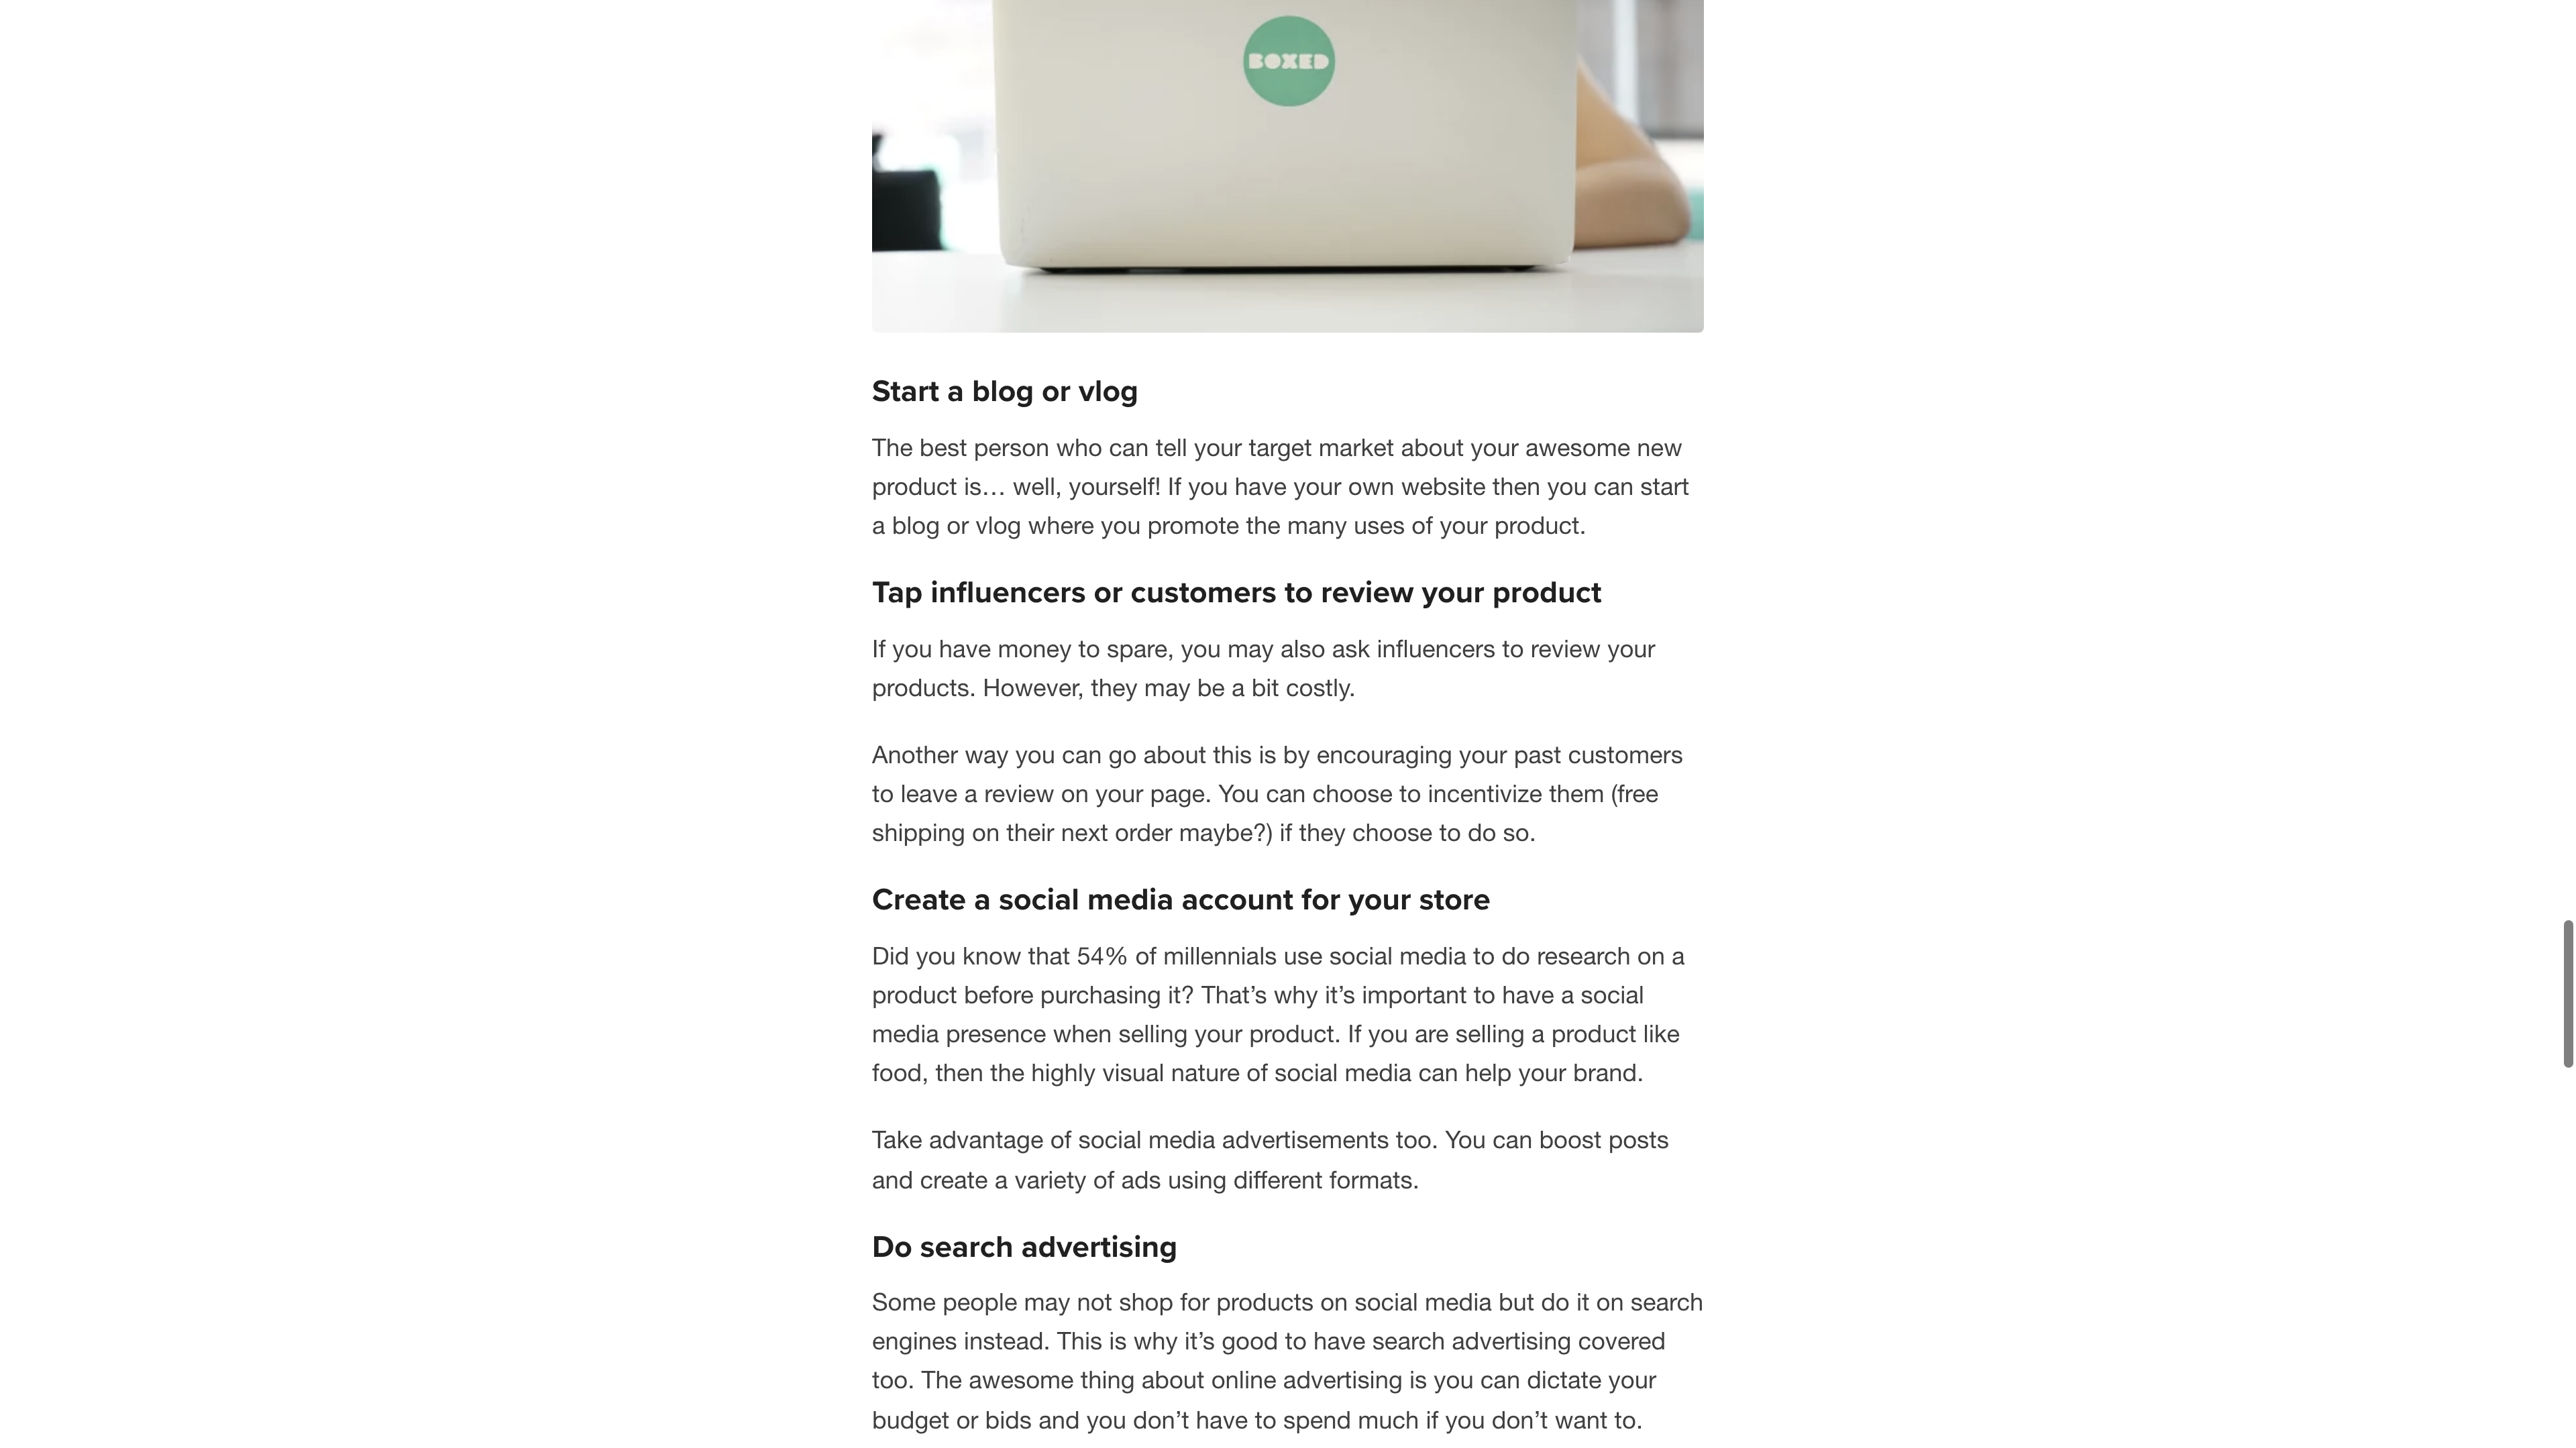 BOXED
Start a blog or vlog
The best person who can tell your target market about your awesome new
product is… well, yourself! If you have your own website then you can start
a blog or vlog where you promote the many uses of your product.
Tap influencers or customers to review your product
If you have money to spare, you may also ask influencers to review your
products. However, they may be a bit costly.
Another way you can go about this is by encouraging your past customers
to leave a review on your page. You can choose to incentivize them (free
shipping on their next order maybe?) if they choose to do so.
Create a social media account for your store
Did you know that 54% of millennials use social media to do research on a
product before purchasing it? That’s why it’s important to have a social
media presence when selling your product. If you are selling a product like
food, then the highly visual nature of social media can help your brand.
Take advantage of social media advertisements too. You can boost posts
and create a variety of ads using different formats.
Do search advertising
Some people may not shop for products on social media but do it on search
engines instead. This is why it’s good to have search advertising covered
too. The awesome thing about online advertising is you can dictate your
budget or bids and you don’t have to spend much if you don’t want to.